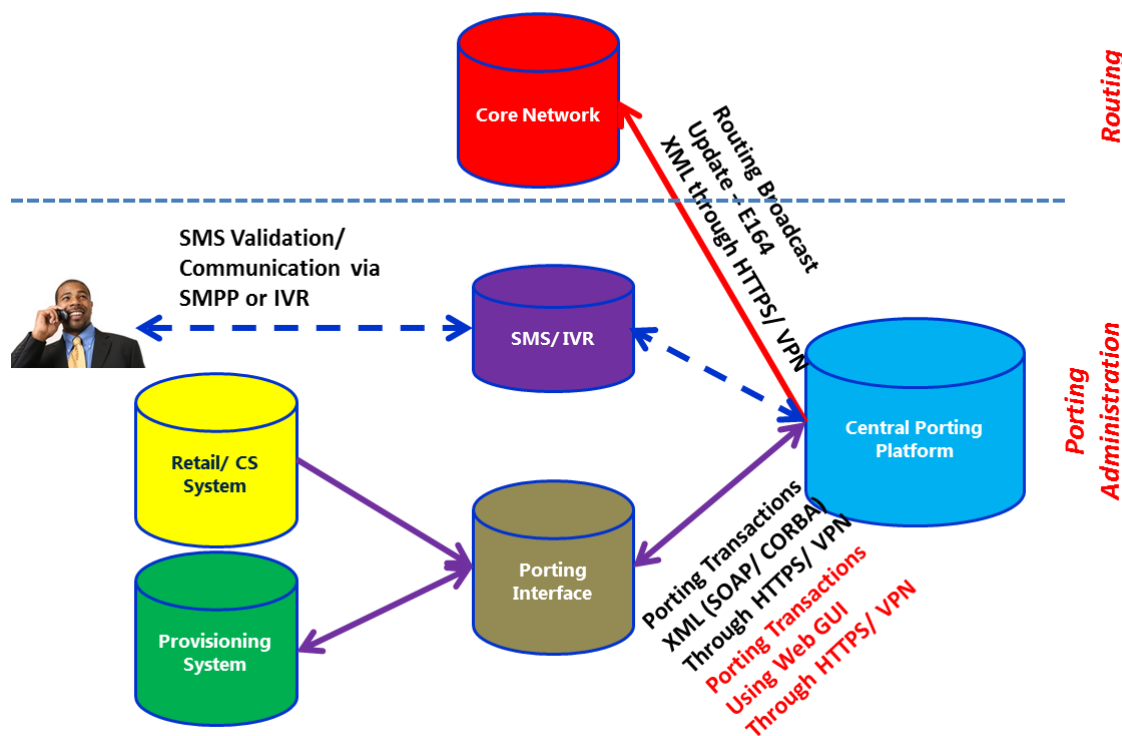 Core Network
Routing
Routing Broadcast
Update – E164
XML through HTTPS/ VPN
SMS Validation/
Communication via
SMPP or IVR
SMS/ IVR
Central Porting
Platform
Porting
Administration
Retail/ CS
System
Porting
Interface
Provisioning
System
Porting Transactions
XML (SOAP/ CORBA)
Through HTTPS/ VPN
Porting Transactions
Using Web GUI
Through HTTPS/ VPN